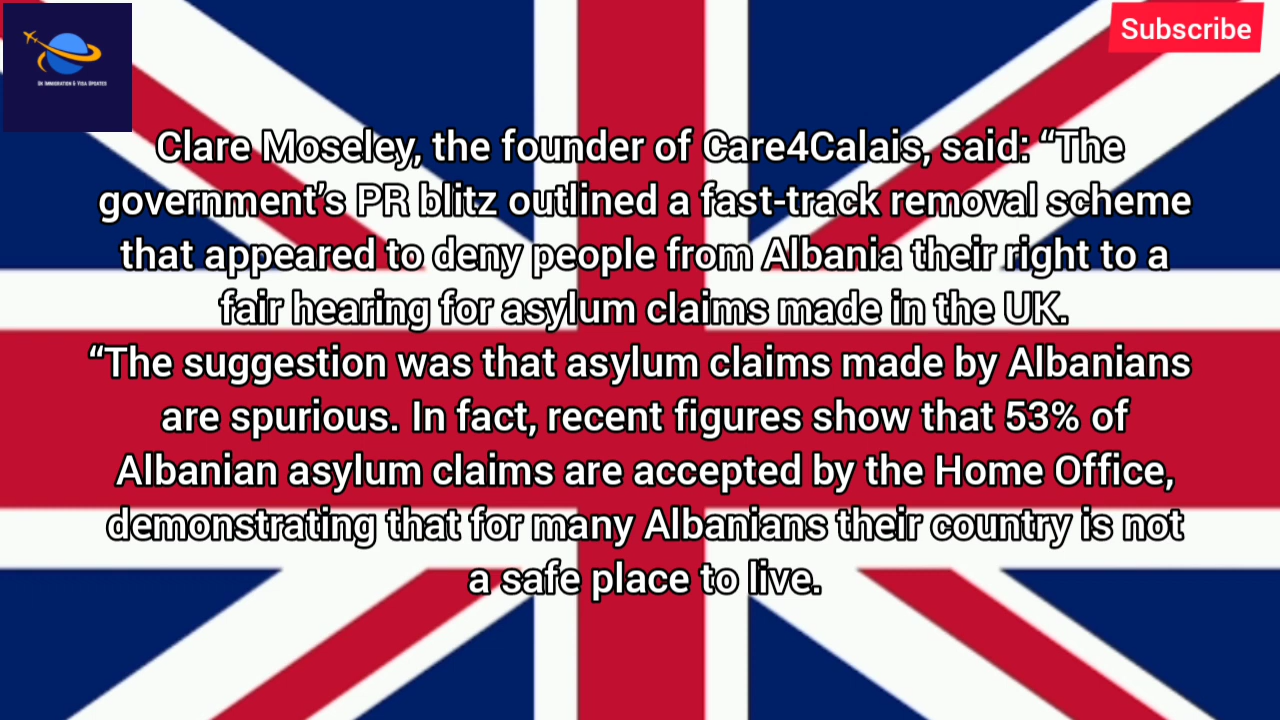 UK IMMIGRATION & VISA UPDATES
Subscribe
Clare Moseley, the founder of Care4Calais, said: “The
government’s PR blitz outlined a fast-track removal scheme
that appeared to deny people from Albania their right to a
fair hearing for asylum claims made in the UK.
“The suggestion was that asylum claims made by Albanians
are spurious. In fact, recent figures show that 53% of
Albanian asylum claims are accepted by the Home Office,
demonstrating that for many Albanians their country is not
a safe place to live.